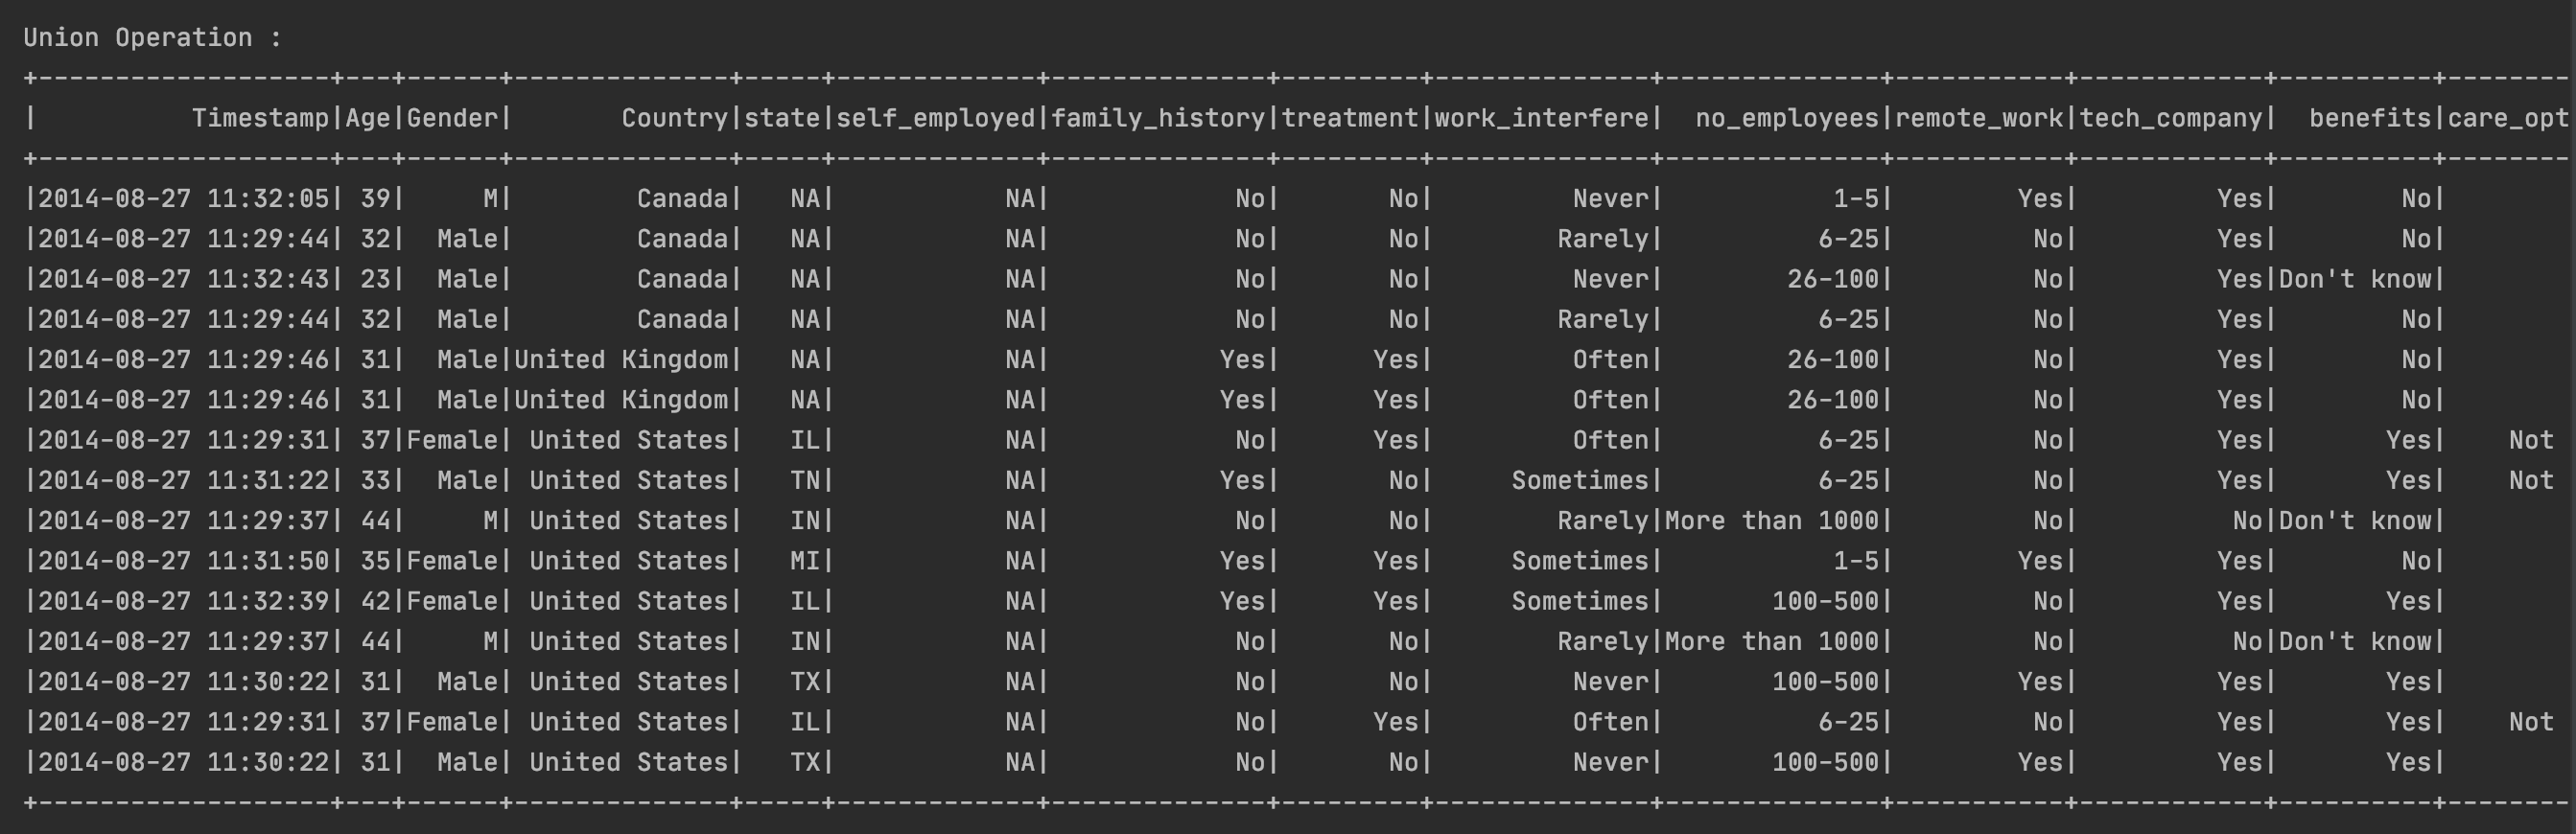 Union Operation :
+-------------------+---+------+--------------+-----+-------------+--------------+---------+--------------+--------------+-----------+------------+----------+--------
|          Timestamp|Age|Gender|       Country|state|self_employed|family_history|treatment|work_interfere|  no_employees|remote_work|tech_company|  benefits|care_opt
+-------------------+---+------+--------------+-----+-------------+--------------+---------+--------------+--------------+-----------+------------+----------+--------
|2014-08-27 11:32:05| 39|     M|        Canada|   NA|           NA|            No|       No|         Never|           1-5|        Yes|         Yes|        No|
|2014-08-27 11:29:44| 32|  Male|        Canada|   NA|           NA|            No|       No|        Rarely|          6-25|         No|         Yes|        No|
|2014-08-27 11:32:43| 23|  Male|        Canada|   NA|           NA|            No|       No|         Never|        26-100|         No|         Yes|Don't know|
|2014-08-27 11:29:44| 32|  Male|        Canada|   NA|           NA|            No|       No|        Rarely|          6-25|         No|         Yes|        No|
|2014-08-27 11:29:46| 31|  Male|United Kingdom|   NA|           NA|           Yes|      Yes|         Often|        26-100|         No|         Yes|        No|
|2014-08-27 11:29:46| 31|  Male|United Kingdom|   NA|           NA|           Yes|      Yes|         Often|        26-100|         No|         Yes|        No|
|2014-08-27 11:29:31| 37|Female| United States|   IL|           NA|            No|      Yes|         Often|          6-25|         No|         Yes|       Yes|    Not
|2014-08-27 11:31:22| 33|  Male| United States|   TN|           NA|           Yes|       No|     Sometimes|          6-25|         No|         Yes|       Yes|    Not
|2014-08-27 11:29:37| 44|     M| United States|   IN|           NA|            No|       No|        Rarely|More than 1000|         No|          No|Don't know|
|2014-08-27 11:31:50| 35|Female| United States|   MI|           NA|           Yes|      Yes|     Sometimes|           1-5|        Yes|         Yes|        No|
|2014-08-27 11:32:39| 42|Female| United States|   IL|           NA|           Yes|      Yes|     Sometimes|       100-500|         No|         Yes|       Yes|
|2014-08-27 11:29:37| 44|     M| United States|   IN|           NA|            No|       No|        Rarely|More than 1000|         No|          No|Don't know|
|2014-08-27 11:30:22| 31|  Male| United States|   TX|           NA|            No|       No|         Never|       100-500|        Yes|         Yes|       Yes|
|2014-08-27 11:29:31| 37|Female| United States|   IL|           NA|            No|      Yes|         Often|          6-25|         No|         Yes|       Yes|    Not
|2014-08-27 11:30:22| 31|  Male| United States|   TX|           NA|            No|       No|         Never|       100-500|        Yes|         Yes|       Yes|
+-------------------+---+------+--------------+-----+-------------+--------------+---------+--------------+--------------+-----------+------------+----------+--------